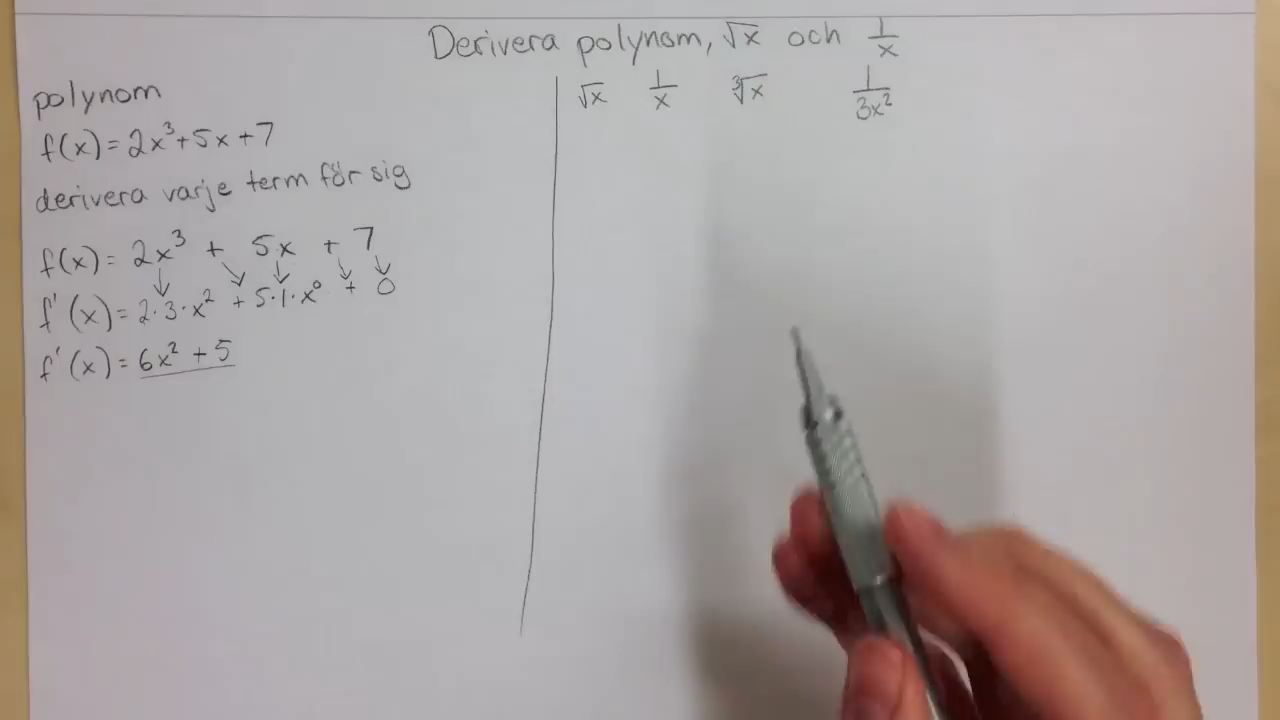 Derivera polynom, √x och 1/x
polynom
f(x) = 2x³+5x+7
derivera varje term för sig
f(x) = 2x³ + 5x + 7
f'(x) = 2·3·x² + 5·1·x⁰ + 0
f'(x) = 6x² + 5
√x 1/x ³√x 1/3x²